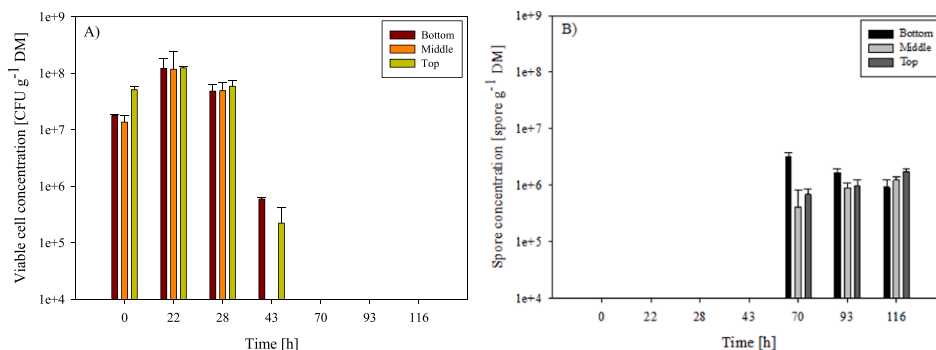 A)
Bottom
Middle
Top
Viable cell concentration [CFU g⁻¹ DM]
1e+9
1e+8
1e+7
1e+6
1e+5
1e+4
0 22 28 43 70 93 116
Time [h]
B)
Bottom
Middle
Top
Spore concentration [spore g⁻¹ DM]
1e+9
1e+8
1e+7
1e+6
1e+5
1e+4
0 22 28 43 70 93 116
Time [h]